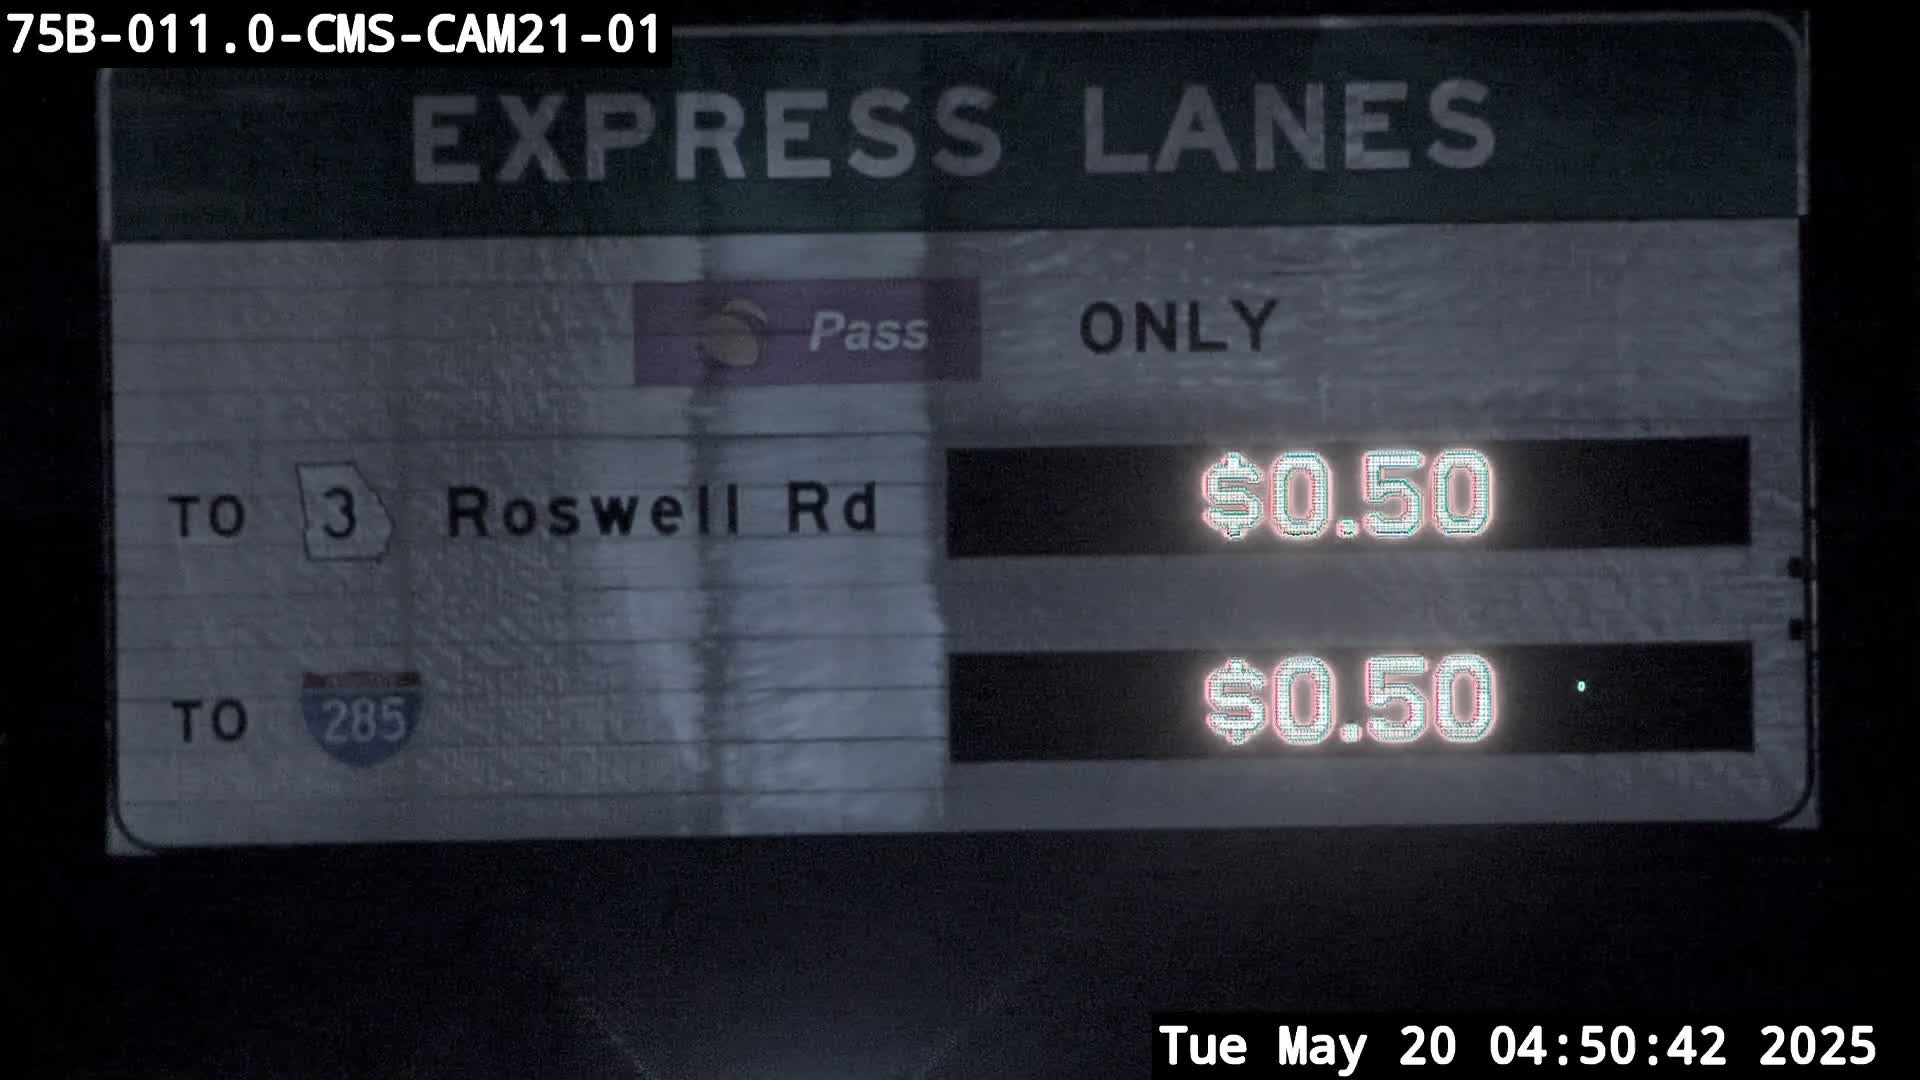 75B-011.0-CMS-CAM21-01
EXPRESS LANES
Pass ONLY
TO 3 Roswell Rd $0.50
TO 285 $0.50
Tue May 20 04:50:42 2025